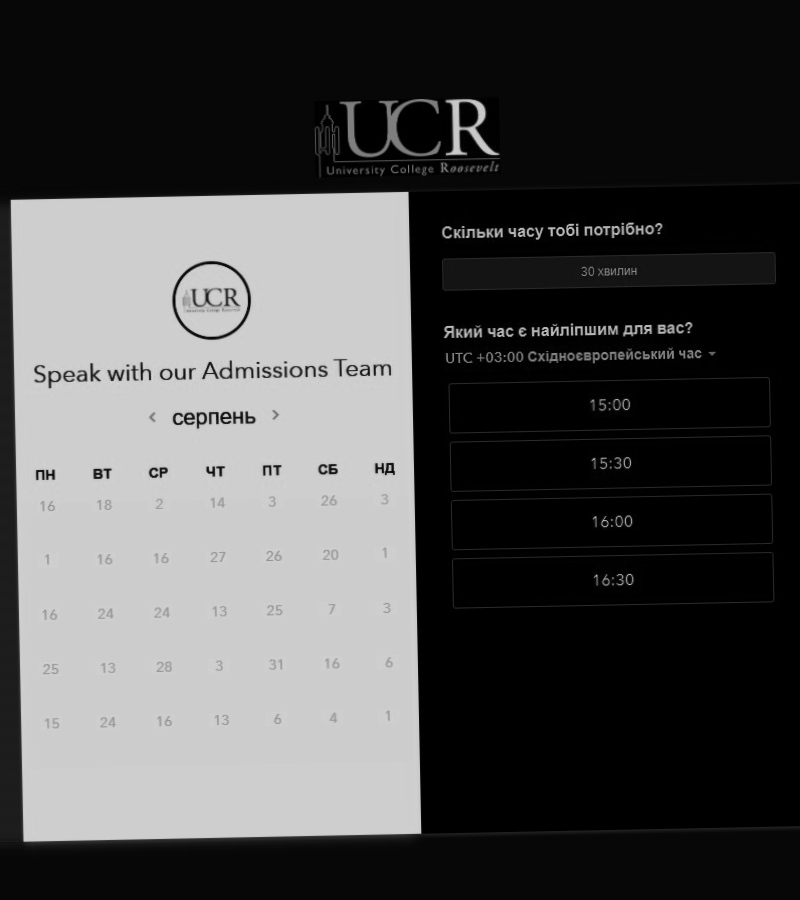 UCR
University College Roosevelt
UCR
University College Roosevelt
Speak with our Admissions Team
серпень
ПН ВТ СР ЧТ ПТ СБ НД
16 18 2 14 3 26 3
1 16 16 27 26 20 1
16 24 24 13 25 7 3
25 13 28 3 31 16 6
15 24 16 13 6 4 1
Скільки часу тобі потрібно?
30 хвилин
Який час є найліпшим для вас?
UTC +03:00 Східноєвропейський час
15:00
15:30
16:00
16:30